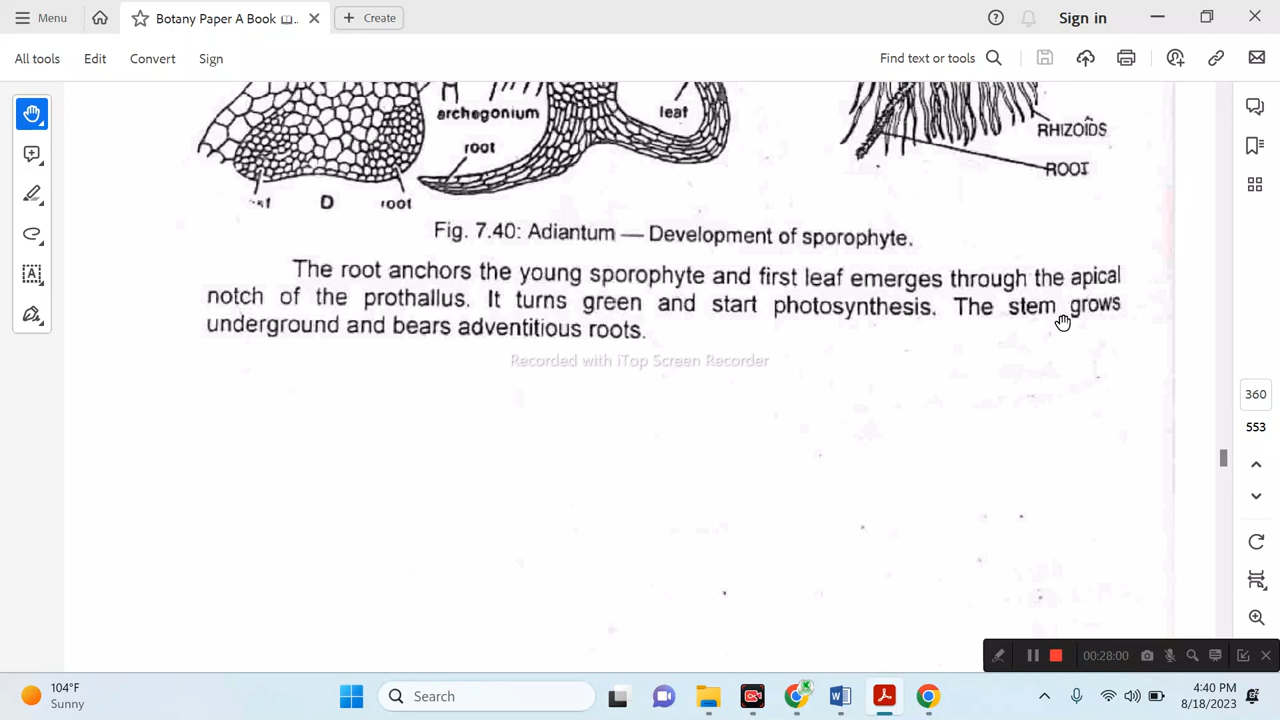 Menu
Botany Paper A Book
Create
Sign in
All tools Edit Convert Sign
Find text or tools
archegonium
leaf
root
RHIZOIDS
ROOT
D root
Fig. 7.40: Adiantum — Development of sporophyte.
The root anchors the young sporophyte and first leaf emerges through the apical
notch of the prothallus. It turns green and start photosynthesis. The stem grows
underground and bears adventitious roots.
Recorded with iTop Screen Recorder
360
553
00:28:00
104°F
Sunny
Search
4:40 PM
8/18/2023